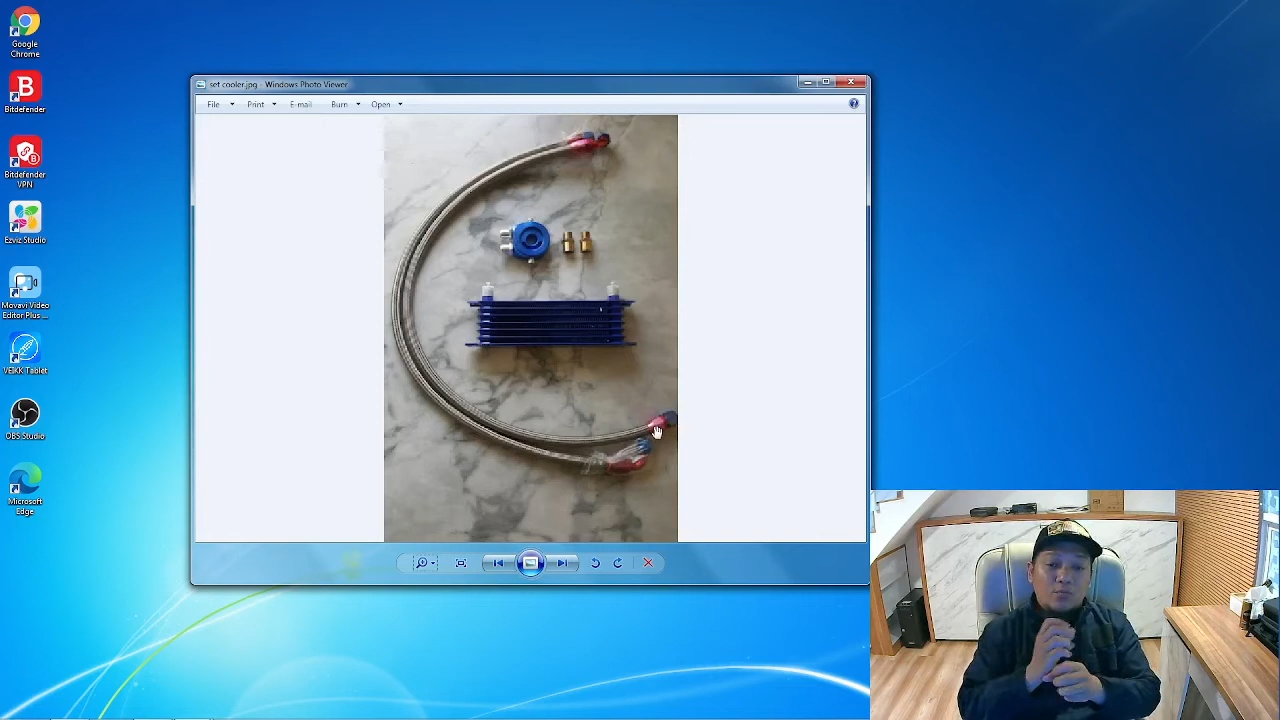 Google
Chrome
B
Bitdefender
B
Bitdefender
VPN
Ezviz Studio
Movavi Video
Editor Plus ...
VEIKK Tablet
OBS Studio
Microsoft
Edge
set cooler.jpg - Windows Photo Viewer
File Print E-mail Burn Open